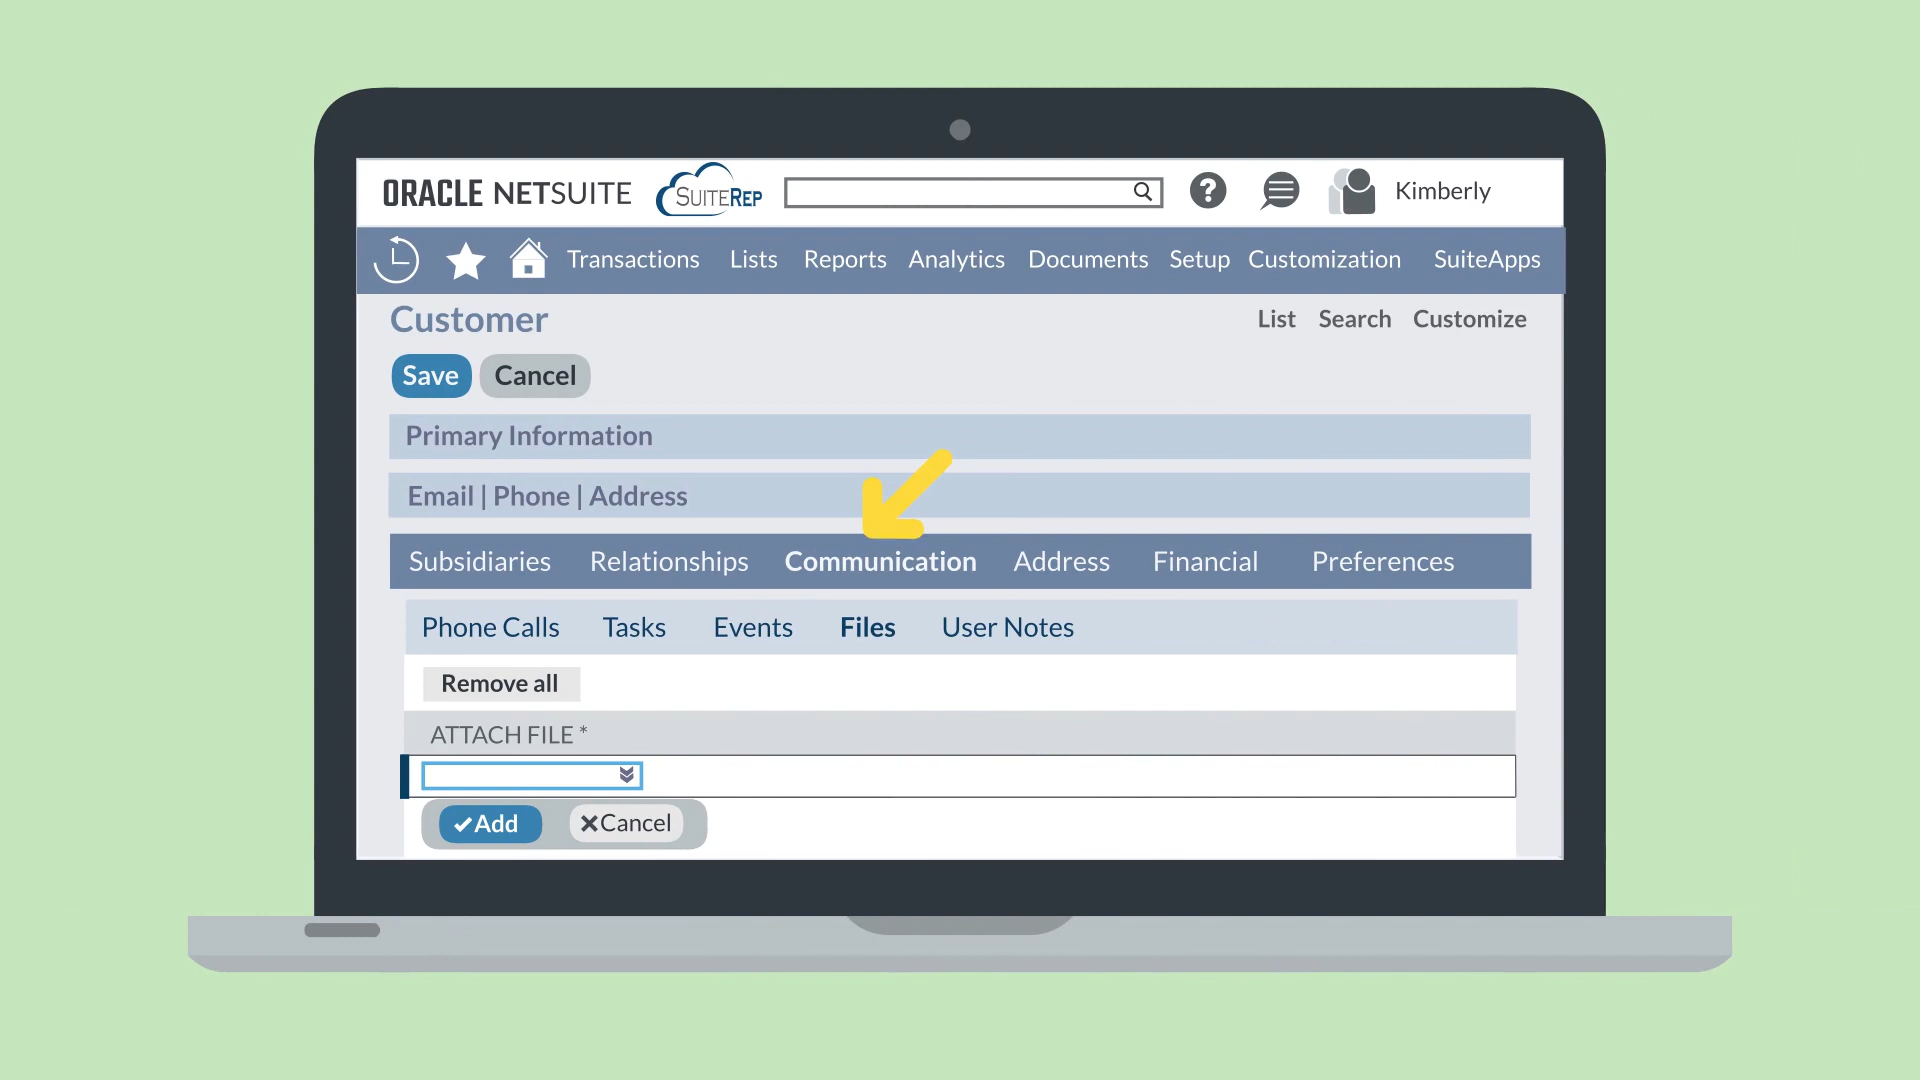 ORACLE NETSUITE SUITEREP Kimberly
Transactions Lists Reports Analytics Documents Setup Customization SuiteApps
Customer List Search Customize
Save Cancel
Primary Information
Email | Phone | Address
Subsidiaries Relationships Communication Address Financial Preferences
Phone Calls Tasks Events Files User Notes
Remove all
ATTACH FILE *
Add Cancel